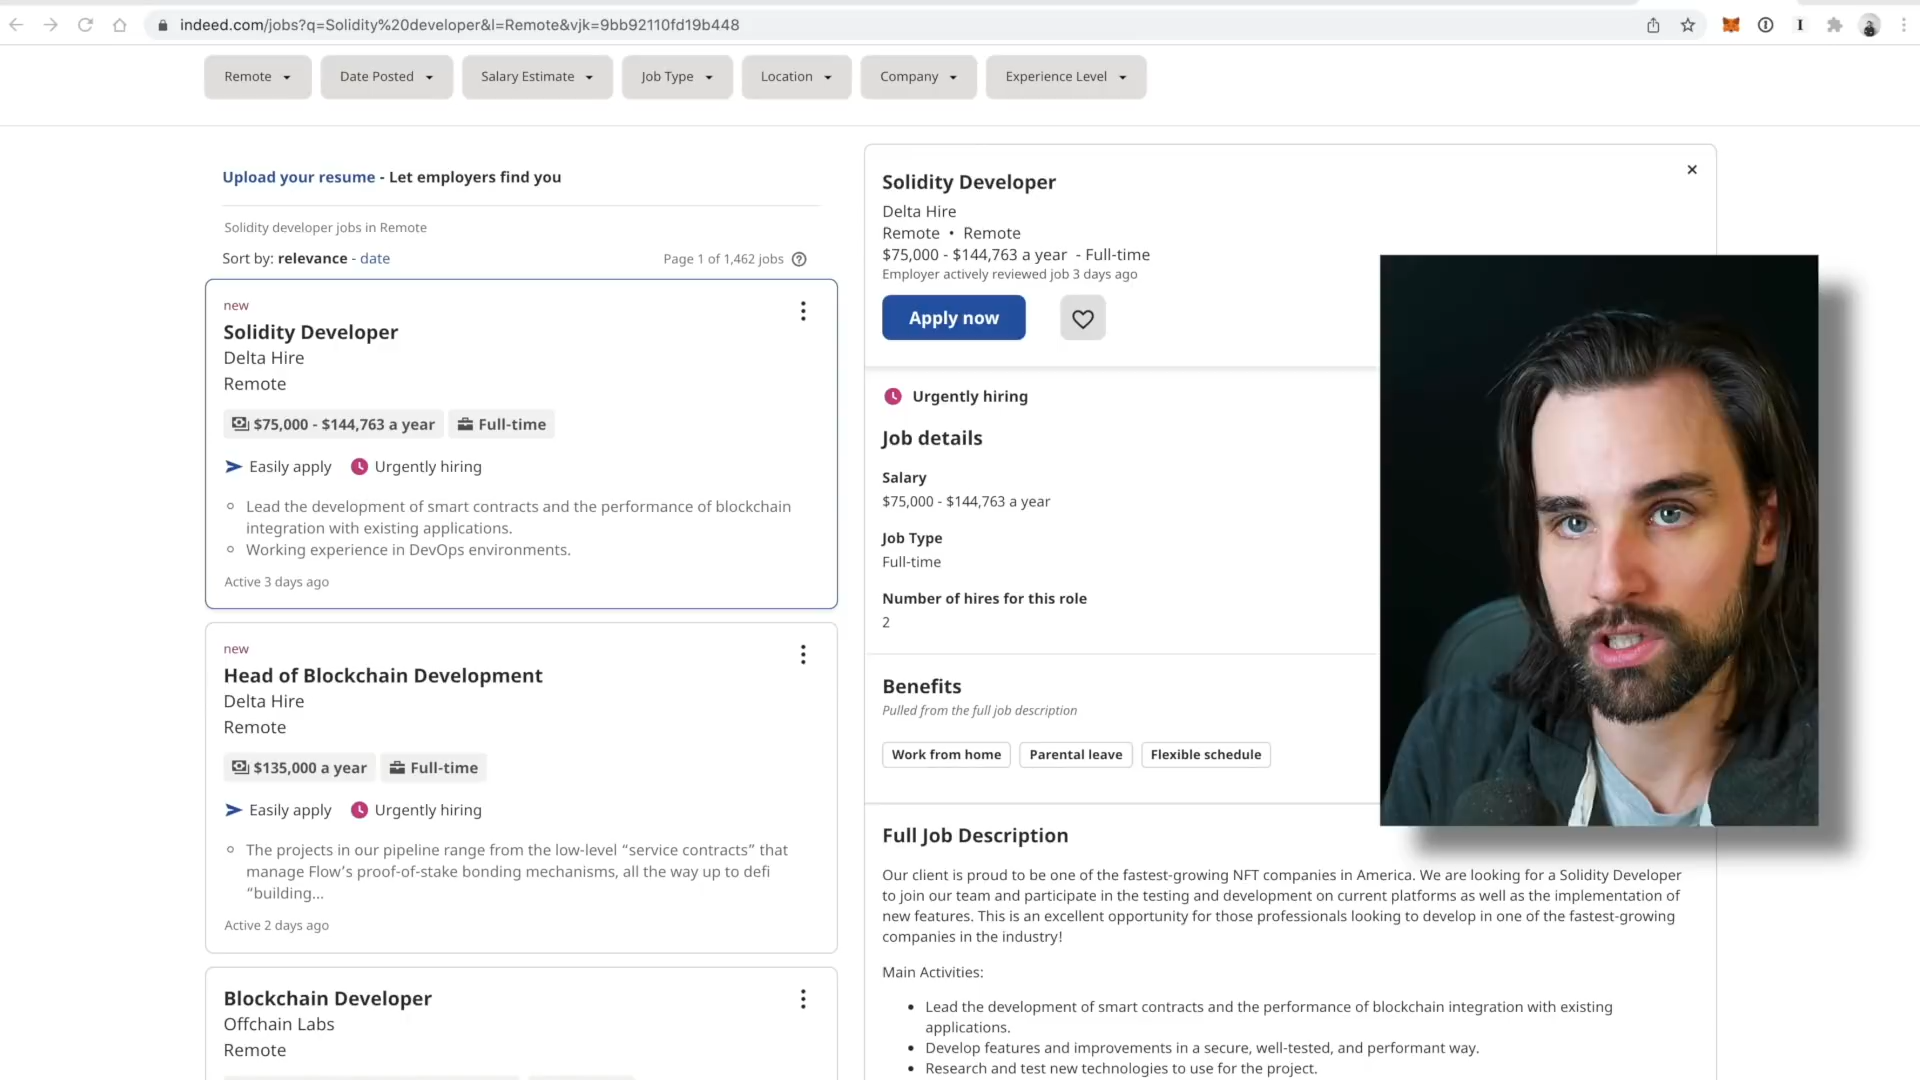 indeed.com/jobs?q=Solidity%20developer&l=Remote&vjk=9bb92110fd19b448
Remote
Date Posted
Salary Estimate
Job Type
Location
Company
Experience Level
Upload your resume - Let employers find you
Solidity developer jobs in Remote
Sort by: relevance - date
Page 1 of 1,462 jobs
new
Solidity Developer
Delta Hire
Remote
$75,000 - $144,763 a year
Full-time
Easily apply
Urgently hiring
Lead the development of smart contracts and the performance of blockchain
integration with existing applications.
Working experience in DevOps environments.
Active 3 days ago
new
Head of Blockchain Development
Delta Hire
Remote
$135,000 a year
Full-time
Easily apply
Urgently hiring
The projects in our pipeline range from the low-level “service contracts” that
manage Flow’s proof-of-stake bonding mechanisms, all the way up to defi
“building...
Active 2 days ago
Blockchain Developer
Offchain Labs
Remote
Solidity Developer
Delta Hire
Remote • Remote
$75,000 - $144,763 a year - Full-time
Employer actively reviewed job 3 days ago
Apply now
Urgently hiring
Job details
Salary
$75,000 - $144,763 a year
Job Type
Full-time
Number of hires for this role
2
Benefits
Pulled from the full job description
Work from home
Parental leave
Flexible schedule
Full Job Description
Our client is proud to be one of the fastest-growing NFT companies in America. We are looking for a Solidity Developer
to join our team and participate in the testing and development on current platforms as well as the implementation of
new features. This is an excellent opportunity for those professionals looking to develop in one of the fastest-growing
companies in the industry!
Main Activities:
• Lead the development of smart contracts and the performance of blockchain integration with existing
applications.
• Develop features and improvements in a secure, well-tested, and performant way.
• Research and test new technologies to use for the project.